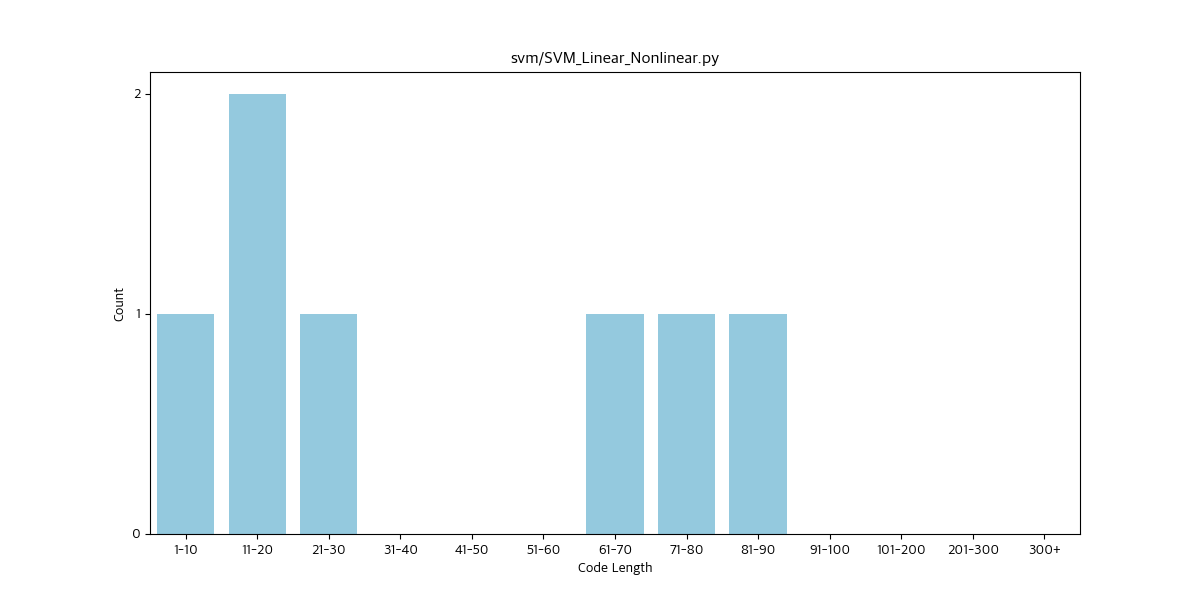 svm/SVM_Linear_Nonlinear.py
2
1
0
Count
1-10 11-20 21-30 31-40 41-50 51-60 61-70 71-80 81-90 91-100 101-200 201-300 300+
Code Length